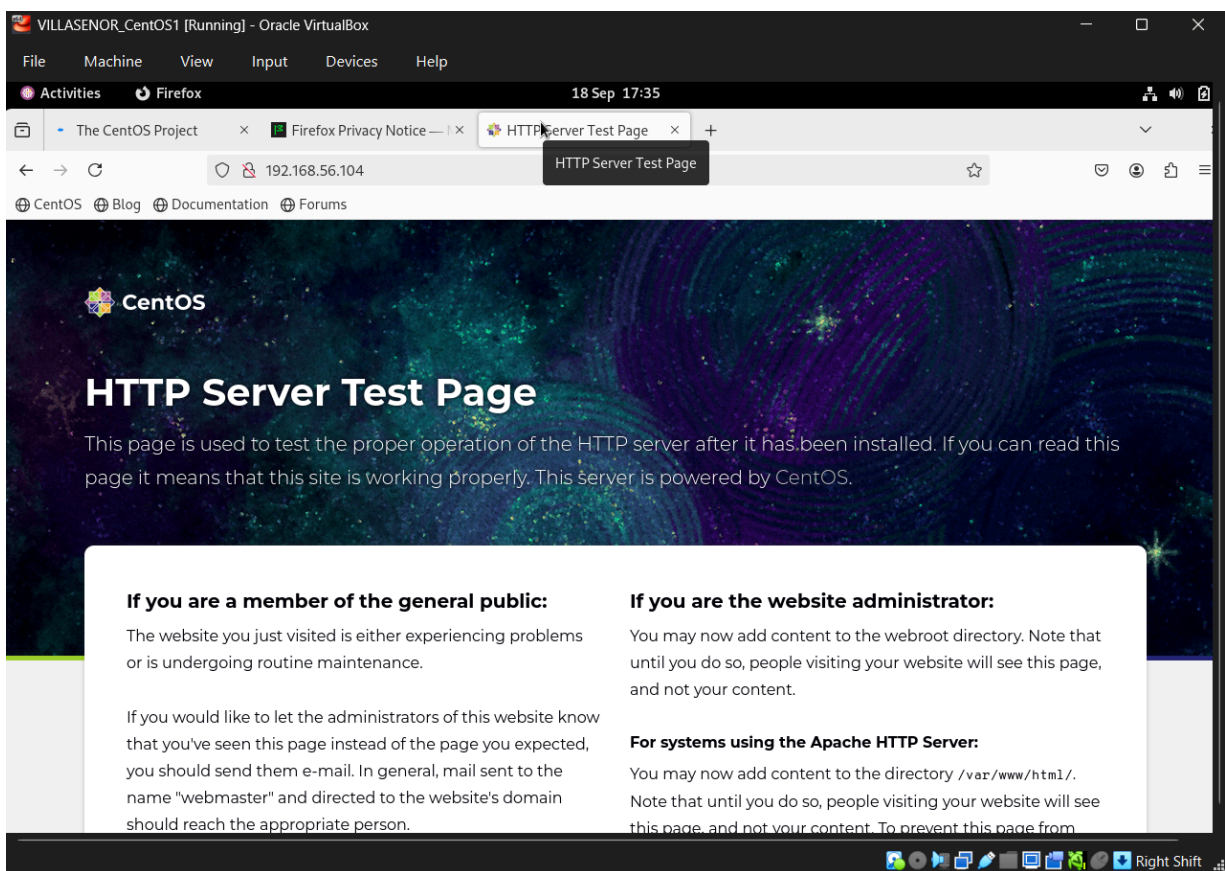 VILLASENOR_CentOS1 [Running] - Oracle VirtualBox
File Machine View Input Devices Help
Activities Firefox 18 Sep 17:35
The CentOS Project Firefox Privacy Notice — HTTP Server Test Page
192.168.56.104 HTTP Server Test Page
CentOS Blog Documentation Forums
CentOS
HTTP Server Test Page
This page is used to test the proper operation of the HTTP server after it has been installed. If you can read this
page it means that this site is working properly. This server is powered by CentOS.
If you are a member of the general public:
The website you just visited is either experiencing problems
or is undergoing routine maintenance.
If you would like to let the administrators of this website know
that you've seen this page instead of the page you expected,
you should send them e-mail. In general, mail sent to the
name "webmaster" and directed to the website's domain
should reach the appropriate person.
If you are the website administrator:
You may now add content to the webroot directory. Note that
until you do so, people visiting your website will see this page,
and not your content.
For systems using the Apache HTTP Server:
You may now add content to the directory /var/www/html/.
Note that until you do so, people visiting your website will see
this page, and not your content. To prevent this page from
Right Shift